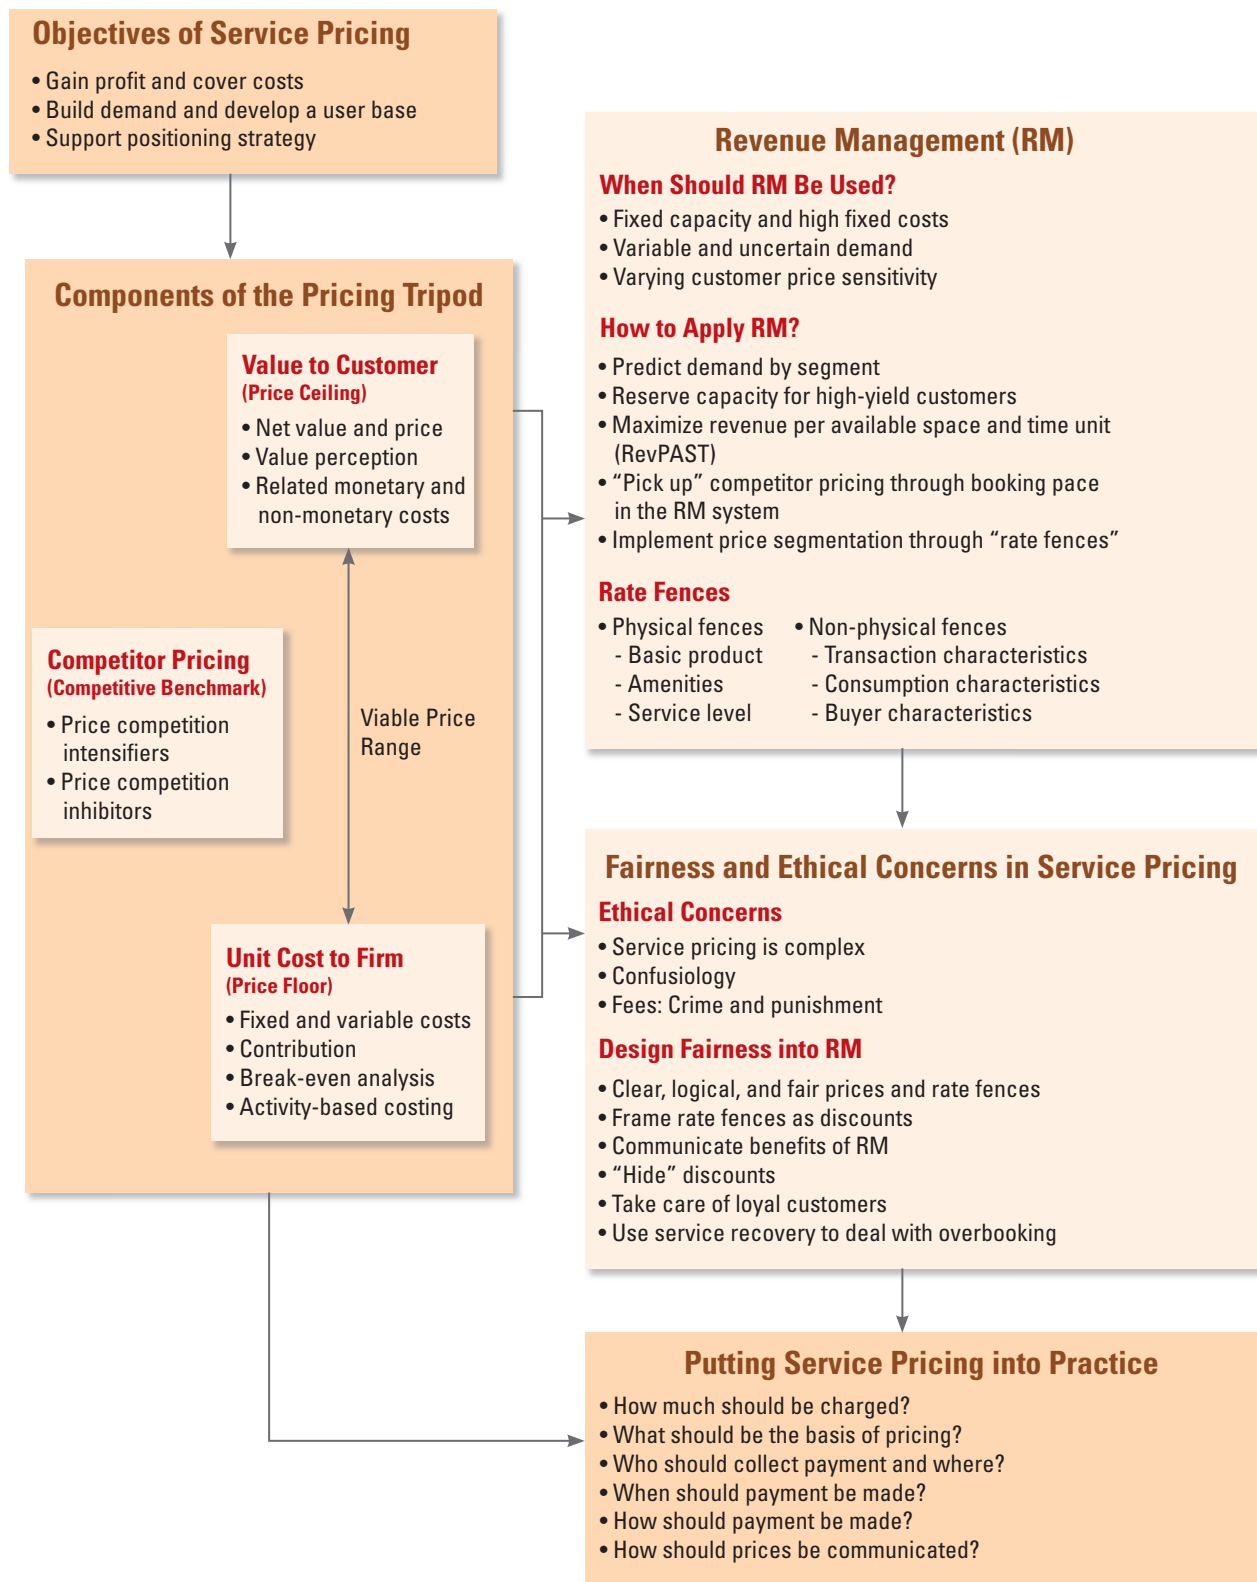 Objectives of Service Pricing
• Gain profit and cover costs
• Build demand and develop a user base
• Support positioning strategy
Components of the Pricing Tripod
Value to Customer
(Price Ceiling)
• Net value and price
• Value perception
• Related monetary and
non-monetary costs
Competitor Pricing
(Competitive Benchmark)
• Price competition
intensifiers
• Price competition
inhibitors
Viable Price
Range
Unit Cost to Firm
(Price Floor)
• Fixed and variable costs
• Contribution
• Break-even analysis
• Activity-based costing
Revenue Management (RM)
When Should RM Be Used?
• Fixed capacity and high fixed costs
• Variable and uncertain demand
• Varying customer price sensitivity
How to Apply RM?
• Predict demand by segment
• Reserve capacity for high-yield customers
• Maximize revenue per available space and time unit
(RevPAST)
• “Pick up” competitor pricing through booking pace
in the RM system
• Implement price segmentation through “rate fences”
Rate Fences
• Physical fences
- Basic product
- Amenities
- Service level
• Non-physical fences
- Transaction characteristics
- Consumption characteristics
- Buyer characteristics
Fairness and Ethical Concerns in Service Pricing
Ethical Concerns
• Service pricing is complex
• Confusiology
• Fees: Crime and punishment
Design Fairness into RM
• Clear, logical, and fair prices and rate fences
• Frame rate fences as discounts
• Communicate benefits of RM
• “Hide” discounts
• Take care of loyal customers
• Use service recovery to deal with overbooking
Putting Service Pricing into Practice
• How much should be charged?
• What should be the basis of pricing?
• Who should collect payment and where?
• When should payment be made?
• How should payment be made?
• How should prices be communicated?